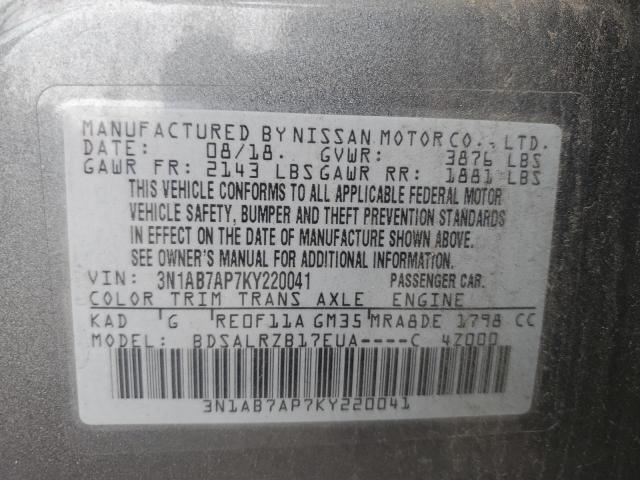 MANUFACTURED BY NISSAN MOTOR CO., LTD.
DATE: 08/18. GVWR: 3876 LBS
GAWR FR: 2143 LBS GAWR RR: 1881 LBS
THIS VEHICLE CONFORMS TO ALL APPLICABLE FEDERAL MOTOR
VEHICLE SAFETY, BUMPER AND THEFT PREVENTION STANDARDS
IN EFFECT ON THE DATE OF MANUFACTURE SHOWN ABOVE.
SEE OWNER'S MANUAL FOR ADDITIONAL INFORMATION.
VIN: 3N1AB7AP7KY220041 PASSENGER CAR.
COLOR TRIM TRANS AXLE ENGINE
KAD G RE0F11A GM35 MRA8DE 1798 CC
MODEL: BDSALRZB17EUA----C 4Z000
3N1AB7AP7KY220041